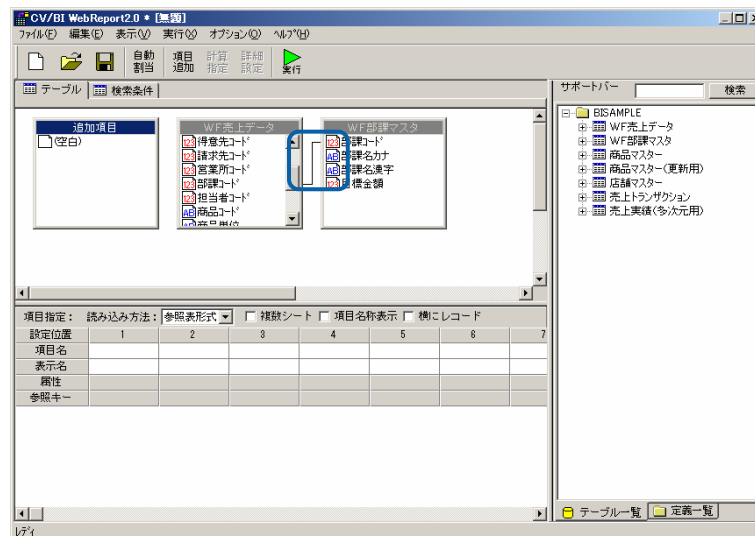 CV/BI WebReport2.0 * [無題]
ファイル(F) 編集(E) 表示(V) 実行(X) オプション(O) ヘルプ(H)
自動割当 項目追加 計算指定 詳細設定 実行
テーブル 検索条件
追加項目
(空白)
WF売上データ
得意先コード
請求先コード
営業所コード
部課コード
担当者コード
商品コード
商品単位
WF部課マスタ
部課コード
部課名カナ
部課名漢字
目標金額
項目指定： 読み込み方法： 参照表形式 複数シート 項目名称表示 横にレコード
設定位置 1 2 3 4 5 6 7
項目名
表示名
属性
参照キー
サポートバー 検索
BISAMPLE
WF売上データ
WF部課マスタ
商品マスター
商品マスター(更新用)
店舗マスター
売上トランザクション
売上実績(多次元用)
テーブル一覧 定義一覧
レディ